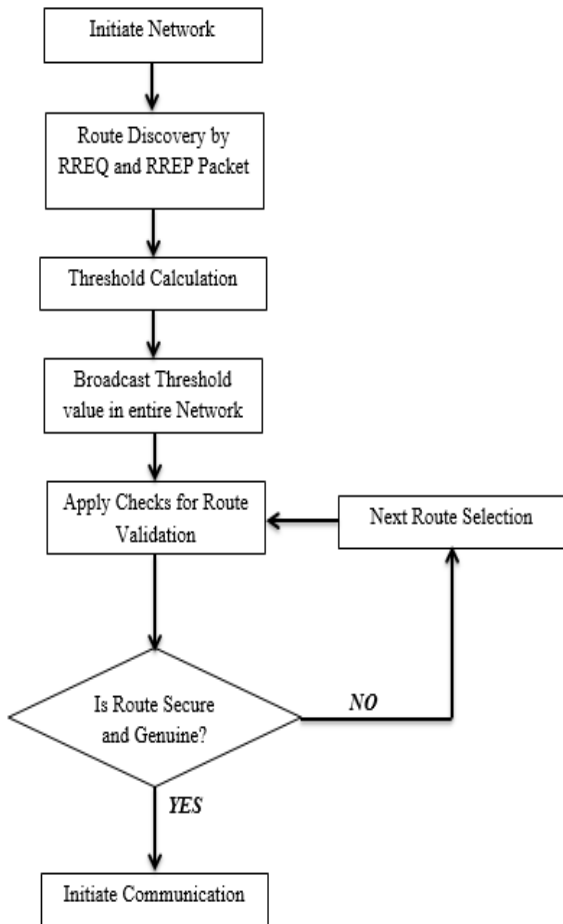 Initiate Network
Route Discovery by
RREQ and RREP Packet
Threshold Calculation
Broadcast Threshold
value in entire Network
Apply Checks for Route
Validation
Next Route Selection
Is Route Secure
and Genuine?
NO
YES
Initiate Communication